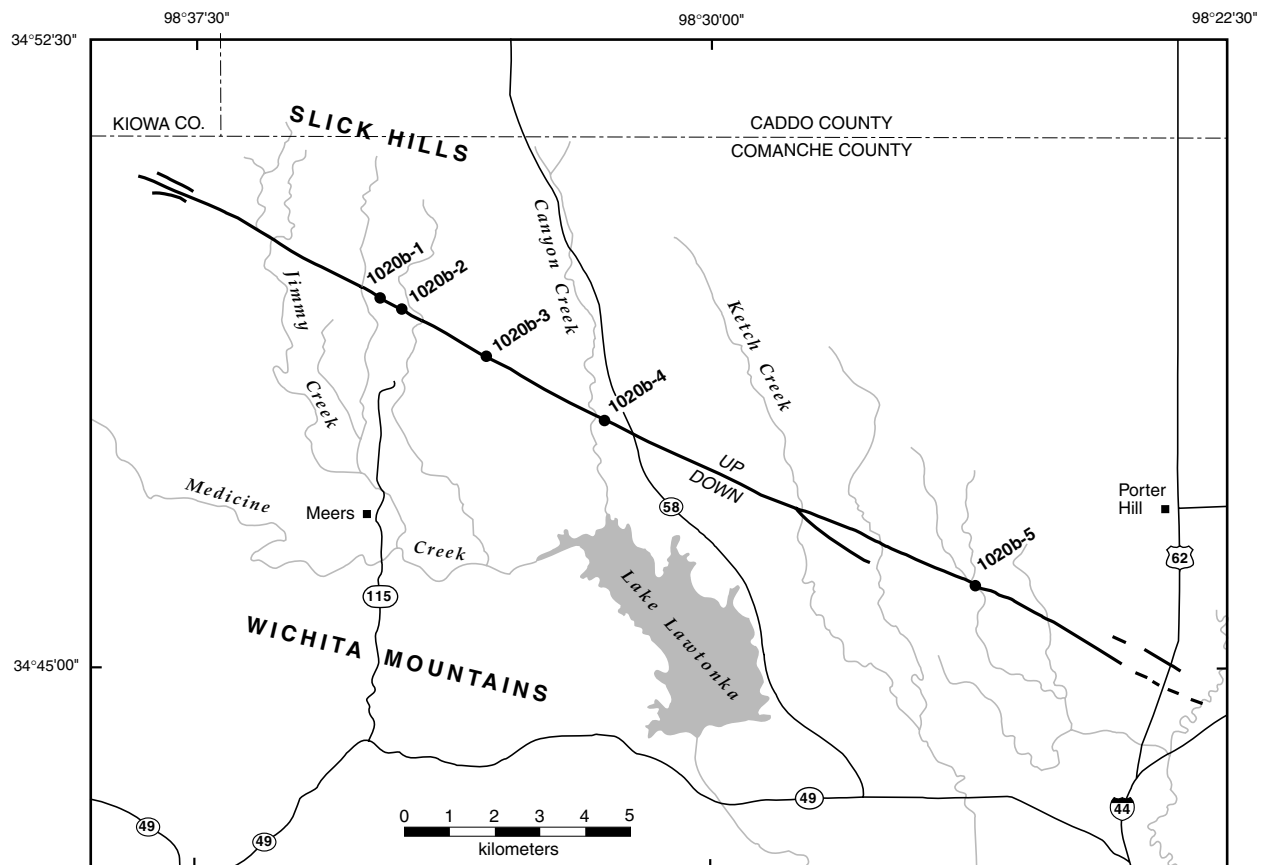 98°37'30" 98°30'00" 98°22'30"
34°52'30"
KIOWA CO.
SLICK HILLS
CADDO COUNTY
COMANCHE COUNTY
Canyon Creek
1020b-1
1020b-2
Jimmy Creek
1020b-3
Ketch Creek
1020b-4
UP
DOWN
Medicine Creek
Meers
58
Porter
Hill
1020b-5
62
115
Lake Lawtonka
WICHITA MOUNTAINS
34°45'00"
49
49
49
44
0 1 2 3 4 5
kilometers